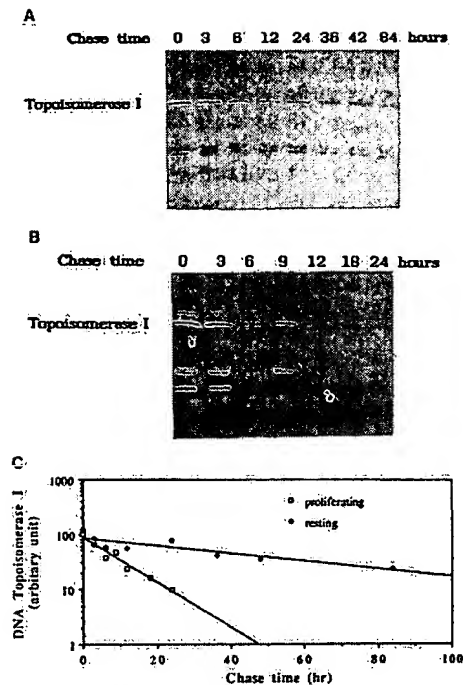 A
Chase time 0 3 6 12 24 36 42 84 hours
Topoisomerase I
B
Chase time 0 3 6 9 12 18 24 hours
Topoisomerase I
C
DNA Topoisomerase I
(arbitrary unit)
1000
100
10
1
proliferating
resting
0 20 40 60 80 100
Chase time (hr)